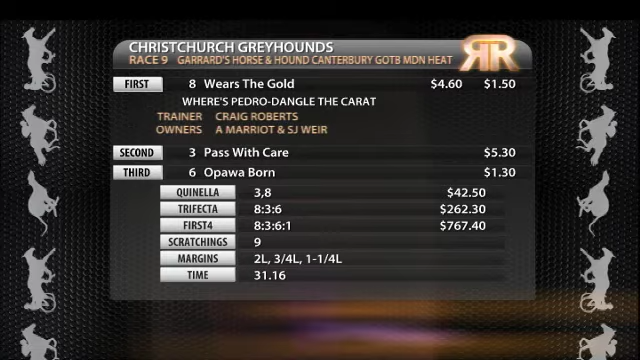 CHRISTCHURCH GREYHOUNDS
RACE 9 GARRARD'S HORSE & HOUND CANTERBURY GOTB MDN HEAT
RR
FIRST 8 Wears The Gold $4.60 $1.50
WHERE'S PEDRO-DANGLE THE CARAT
TRAINER CRAIG ROBERTS
OWNERS A MARRIOT & SJ WEIR
SECOND 3 Pass With Care $5.30
THIRD 6 Opawa Born $1.30
QUINELLA 3,8 $42.50
TRIFECTA 8:3:6 $262.30
FIRST4 8:3:6:1 $767.40
SCRATCHINGS 9
MARGINS 2L, 3/4L, 1-1/4L
TIME 31.16